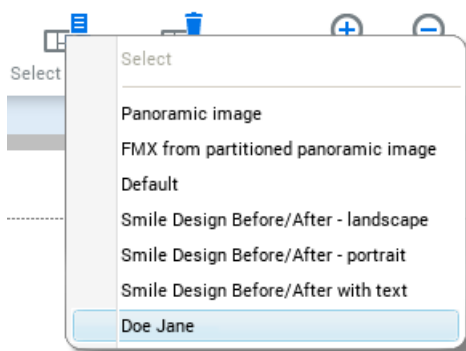 Select
Select
Panoramic image
FMX from partitioned panoramic image
Default
Smile Design Before/After - landscape
Smile Design Before/After - portrait
Smile Design Before/After with text
Doe Jane